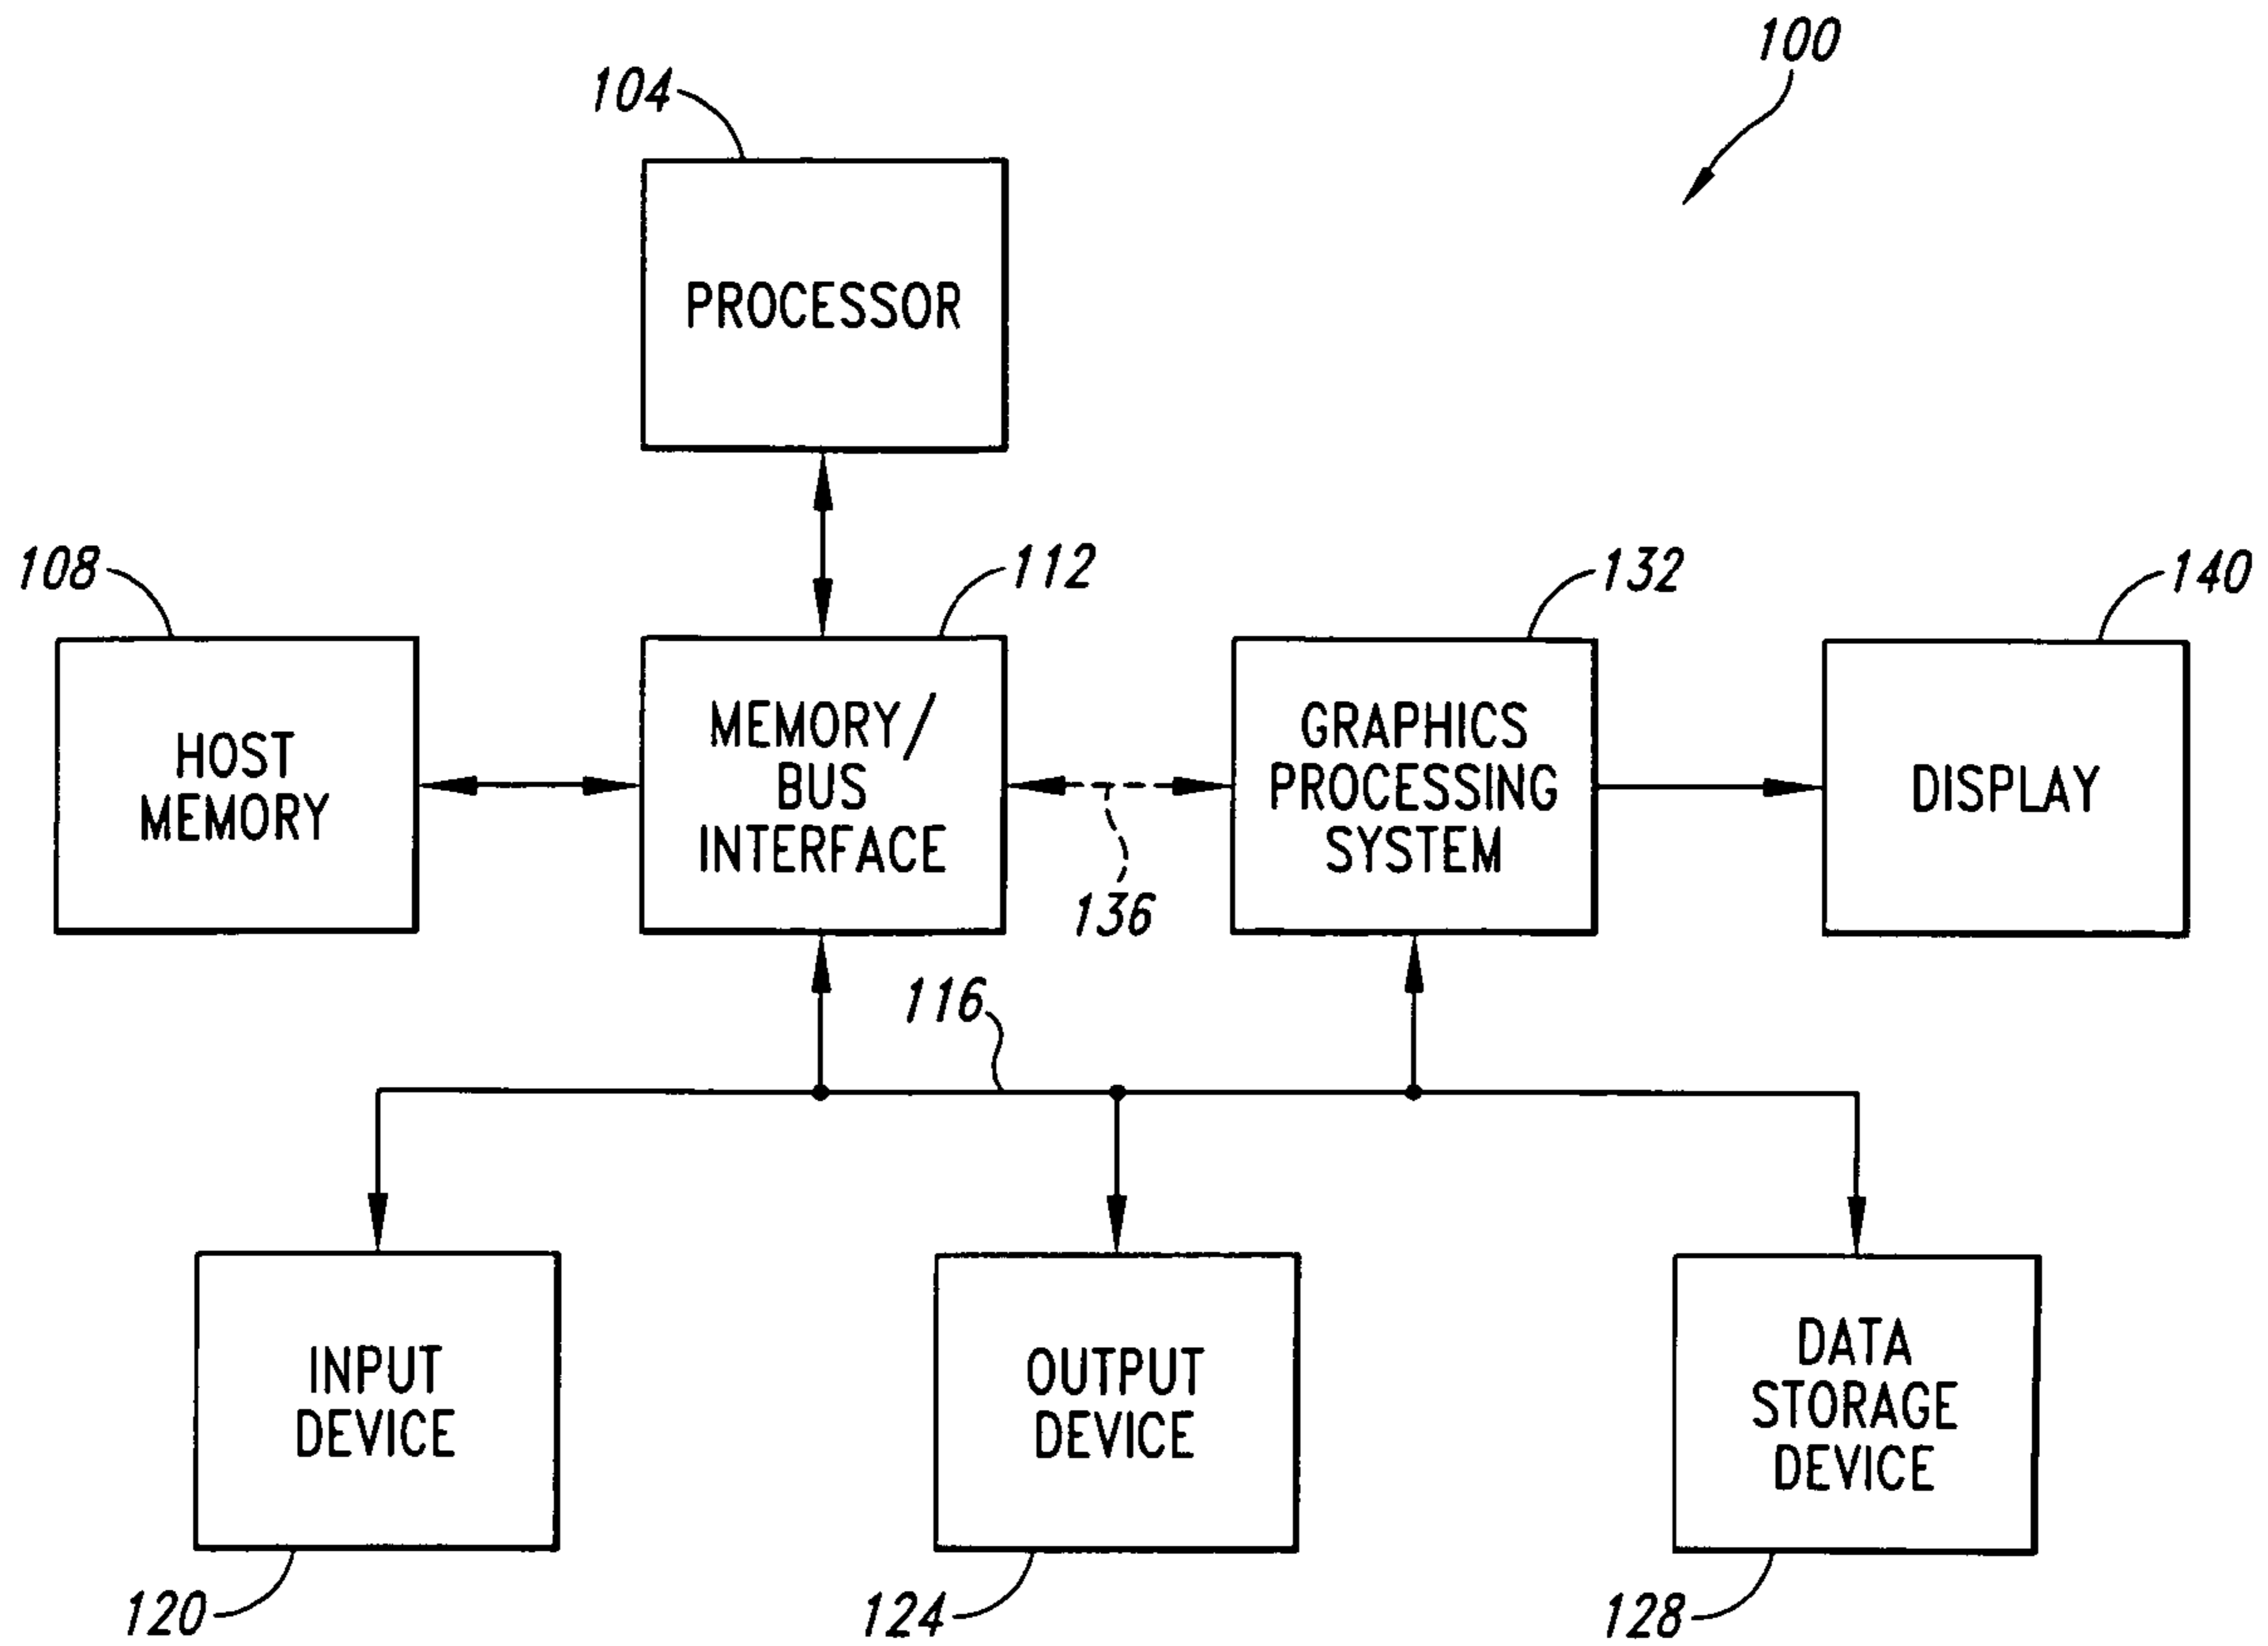 100
104
PROCESSOR
108
112
132
140
HOST
MEMORY
MEMORY/
BUS
INTERFACE
GRAPHICS
PROCESSING
SYSTEM
DISPLAY
136
116
INPUT
DEVICE
OUTPUT
DEVICE
DATA
STORAGE
DEVICE
120
124
128